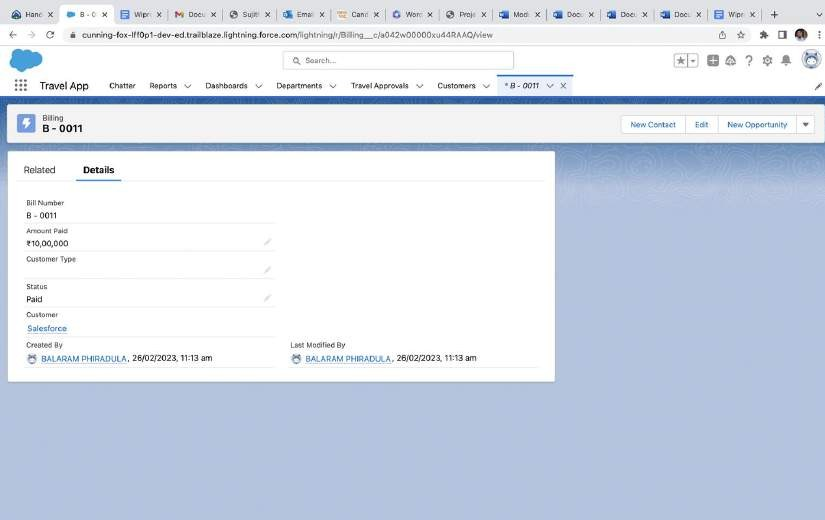 Hand
B - 0
Wipr
Docu
Sujit
Emai
Cand
Word
Proje
Modi
Docu
Docu
Docu
Wipr
cunning-fox-lff0p1-dev-ed.trailblaze.lightning.force.com/lightning/r/Billing__c/a042w00000xu44RAAQ/view
Search...
Travel App Chatter Reports Dashboards Departments Travel Approvals Customers * B - 0011
Billing
B - 0011
New Contact Edit New Opportunity
Related Details
Bill Number
B - 0011
Amount Paid
₹10,00,000
Customer Type
Status
Paid
Customer
Salesforce
Created By Last Modified By
BALARAM PHIRADULA, 26/02/2023, 11:13 am BALARAM PHIRADULA, 26/02/2023, 11:13 am